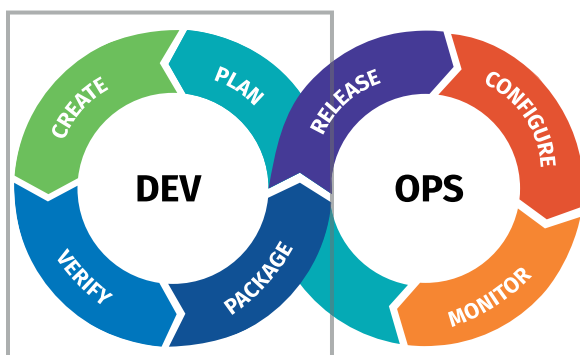 PLAN
CREATE
DEV
VERIFY
PACKAGE
RELEASE
CONFIGURE
OPS
MONITOR